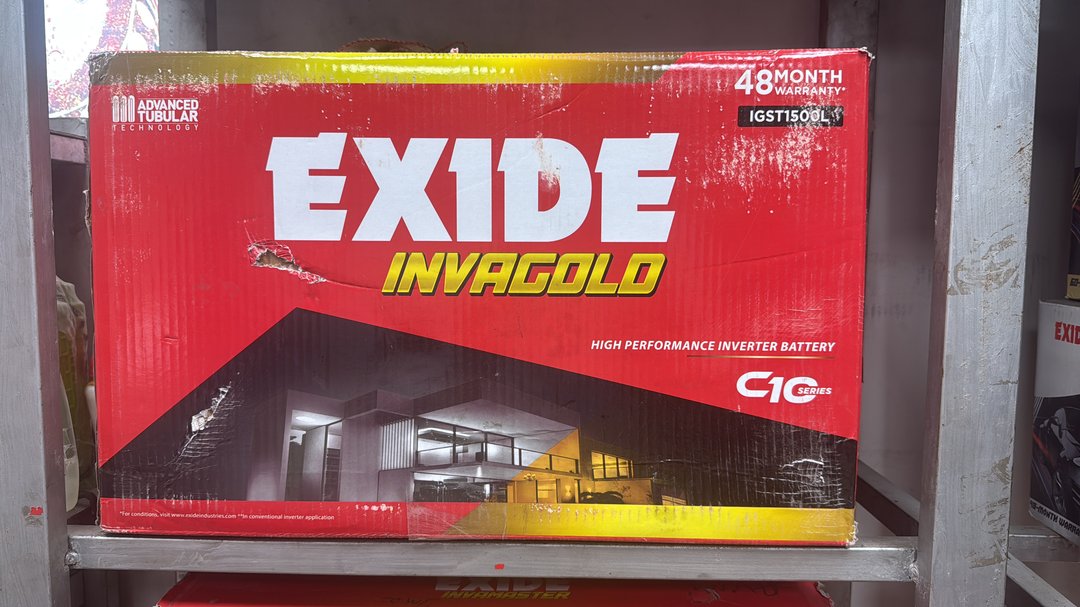 ADVANCED
TUBULAR
TECHNOLOGY
48 MONTH
WARRANTY*
IGST1500L
EXIDE
INVAGOLD
HIGH PERFORMANCE INVERTER BATTERY
C10 SERIES
*For conditions, visit www.exideindustries.com **In conventional inverter application
EXIDE
INVAMASTER